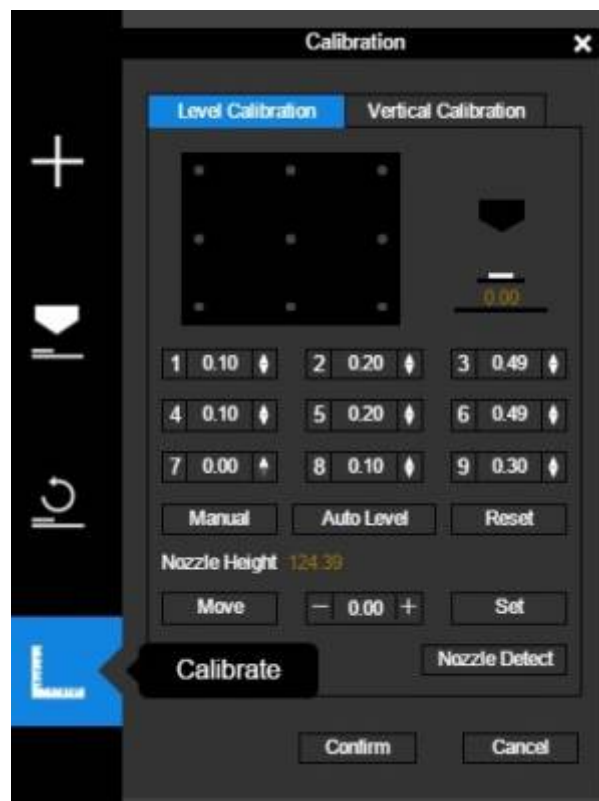 Calibration
Level Calibration Vertical Calibration
0.00
1 0.10 2 0.20 3 0.49
4 0.10 5 0.20 6 0.49
7 0.00 8 0.10 9 0.30
Manual Auto Level Reset
Nozzle Height 124.39
Move 0.00 Set
Calibrate Nozzle Detect
Confirm Cancel